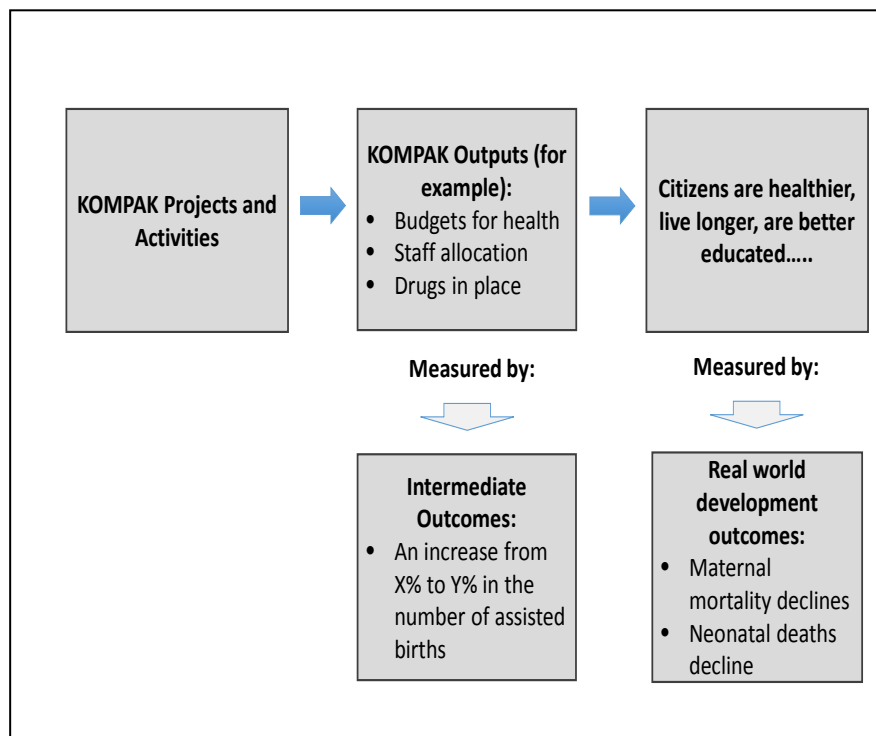 KOMPAK Projects and
Activities
KOMPAK Outputs (for
example):
• Budgets for health
• Staff allocation
• Drugs in place
Citizens are healthier,
live longer, are better
educated.....
Measured by:
Measured by:
Intermediate
Outcomes:
• An increase from
X% to Y% in the
number of assisted
births
Real world
development
outcomes:
• Maternal
mortality declines
• Neonatal deaths
decline